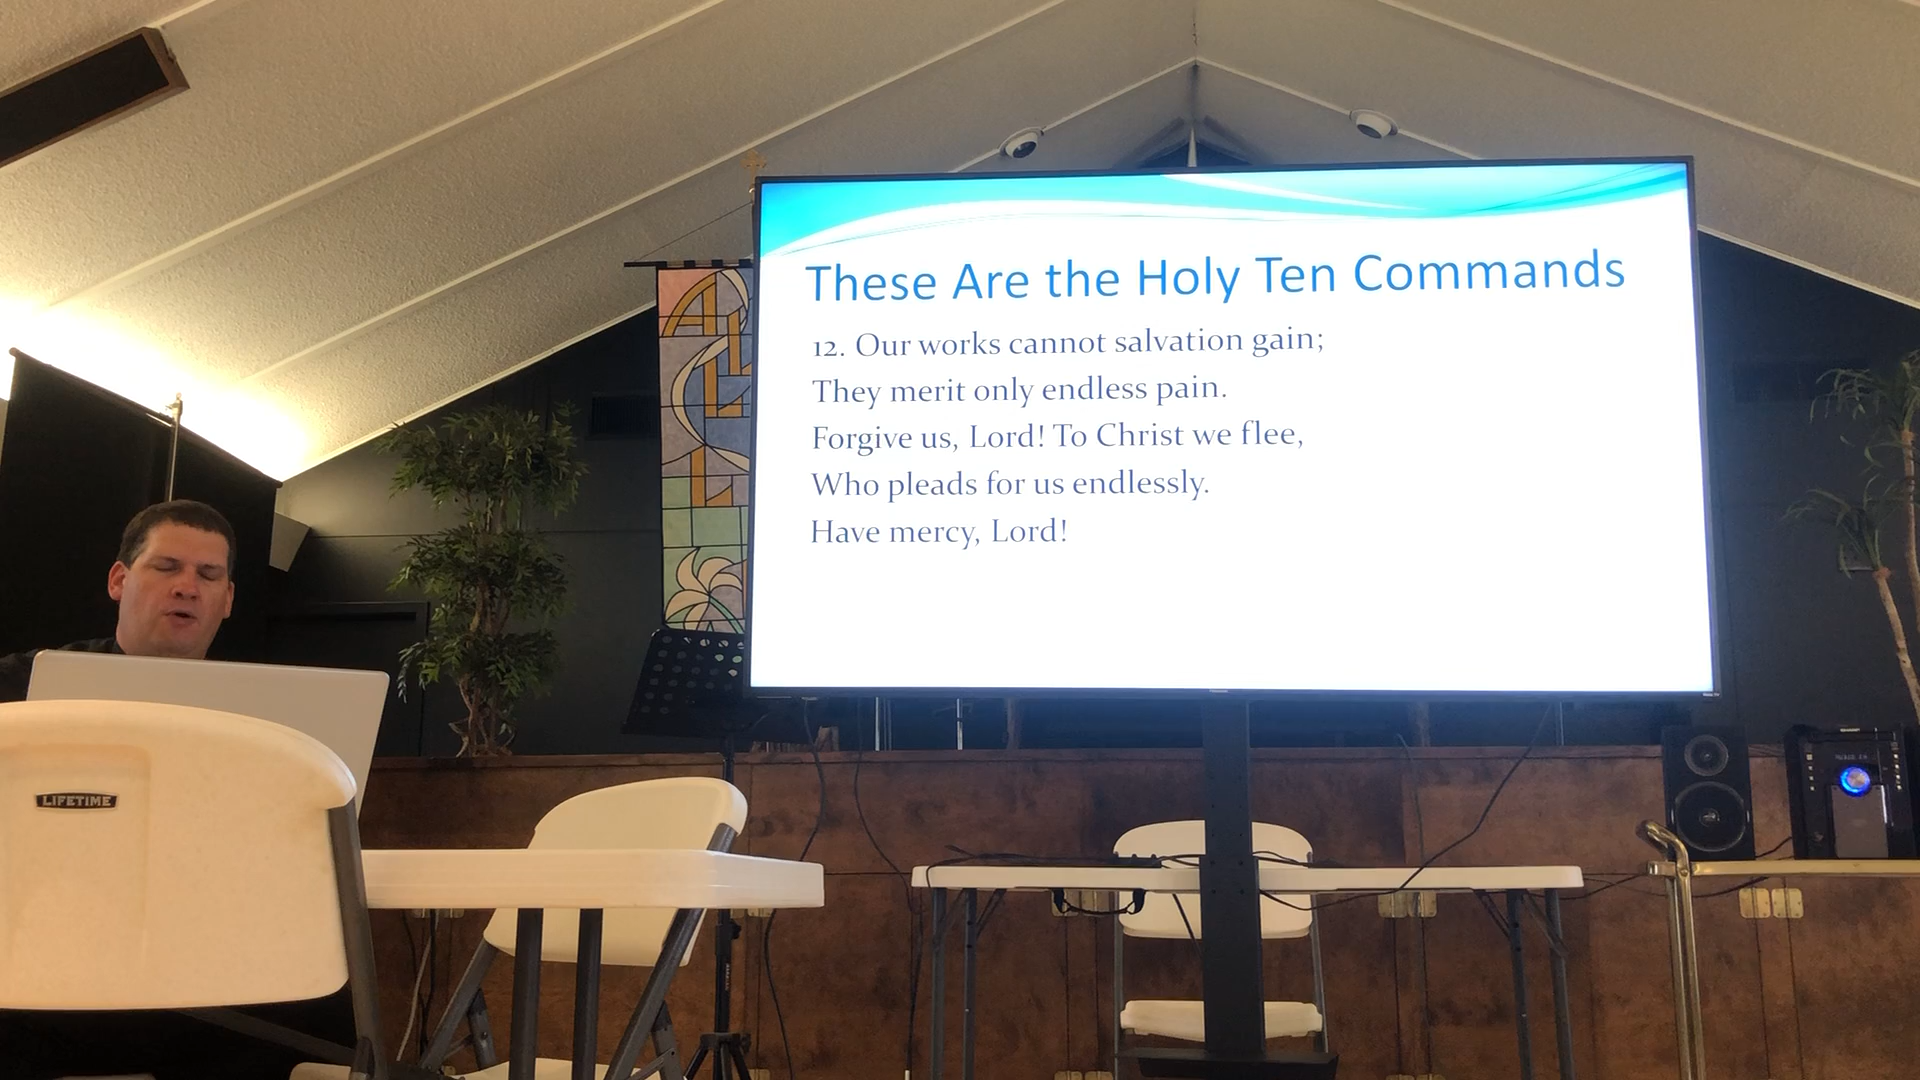 These Are the Holy Ten Commands
12. Our works cannot salvation gain;
They merit only endless pain.
Forgive us, Lord! To Christ we flee,
Who pleads for us endlessly.
Have mercy, Lord!
LIFETIME